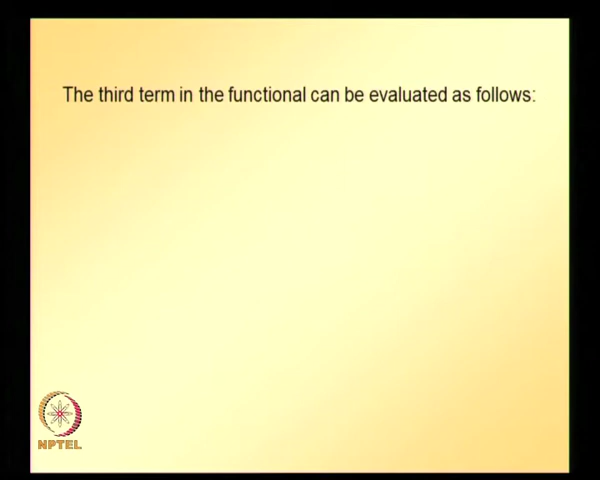 The third term in the functional can be evaluated as follows:
NPTEL